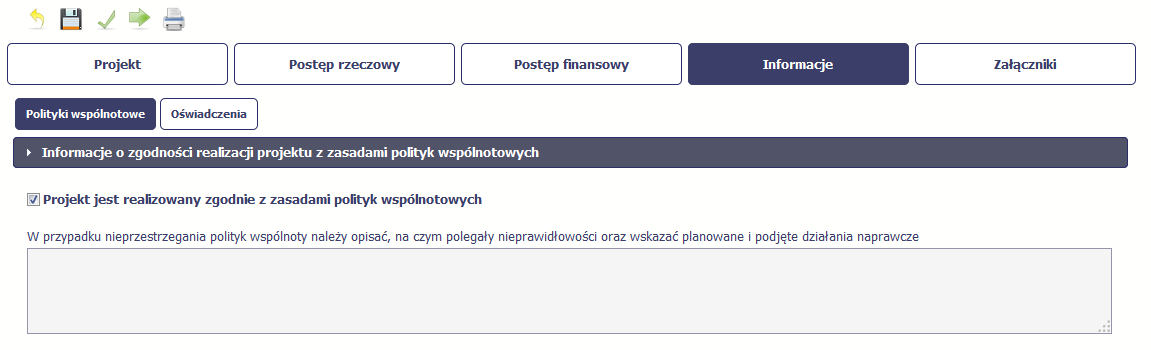 Projekt Postęp rzeczowy Postęp finansowy Informacje Załączniki
Polityki wspólnotowe Oświadczenia
Informacje o zgodności realizacji projektu z zasadami polityk wspólnotowych
Projekt jest realizowany zgodnie z zasadami polityk wspólnotowych
W przypadku nieprzestrzegania polityk wspólnoty należy opisać, na czym polegały nieprawidłowości oraz wskazać planowane i podjęte działania naprawcze